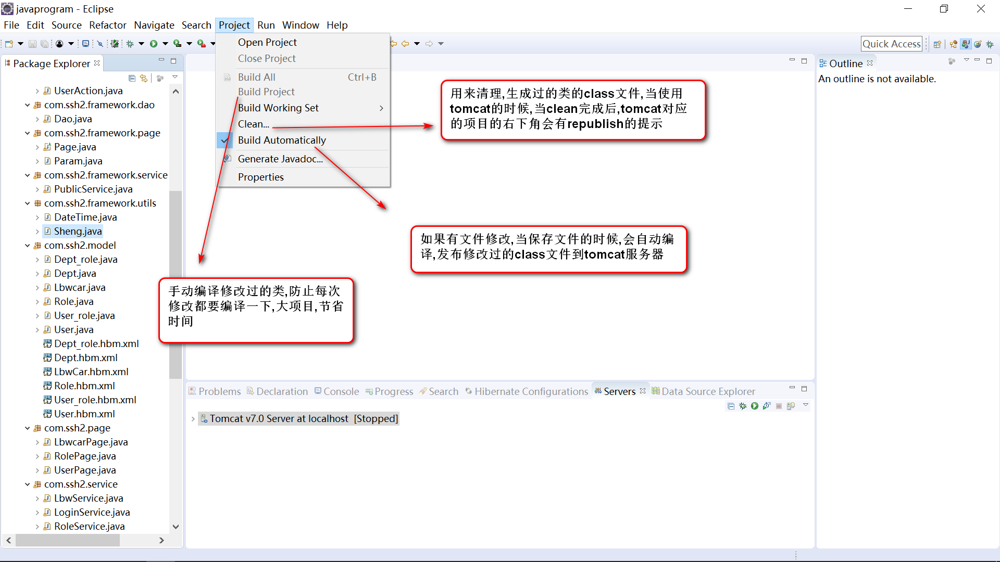 javaprogram - Eclipse
File Edit Source Refactor Navigate Search Project Run Window Help
Quick Access
Open Project
Close Project
Build All Ctrl+B
Build Project
Build Working Set
Clean...
Build Automatically
Generate Javadoc...
Properties
Package Explorer
UserAction.java
com.ssh2.framework.dao
Dao.java
com.ssh2.framework.page
Page.java
Param.java
com.ssh2.framework.service
PublicService.java
com.ssh2.framework.utils
DateTime.java
Sheng.java
com.ssh2.model
Dept_role.java
Dept.java
Lbwcar.java
Role.java
User_role.java
User.java
Dept_role.hbm.xml
Dept.hbm.xml
LbwCar.hbm.xml
Role.hbm.xml
User_role.hbm.xml
User.hbm.xml
com.ssh2.page
LbwcarPage.java
RolePage.java
UserPage.java
com.ssh2.service
LbwService.java
LoginService.java
RoleService.java
用来清理,生成过的类的class文件,当使用
tomcat的时候,当clean完成后,tomcat对应
的项目的右下角会有republish的提示
如果有文件修改,当保存文件的时候,会自动编
译,发布修改过的class文件到tomcat服务器
手动编译修改过的类,防止每次
修改都要编译一下,大项目,节省
时间
Problems Declaration Console Progress Search Hibernate Configurations Servers Data Source Explorer
Tomcat v7.0 Server at localhost [Stopped]
Outline
An outline is not available.